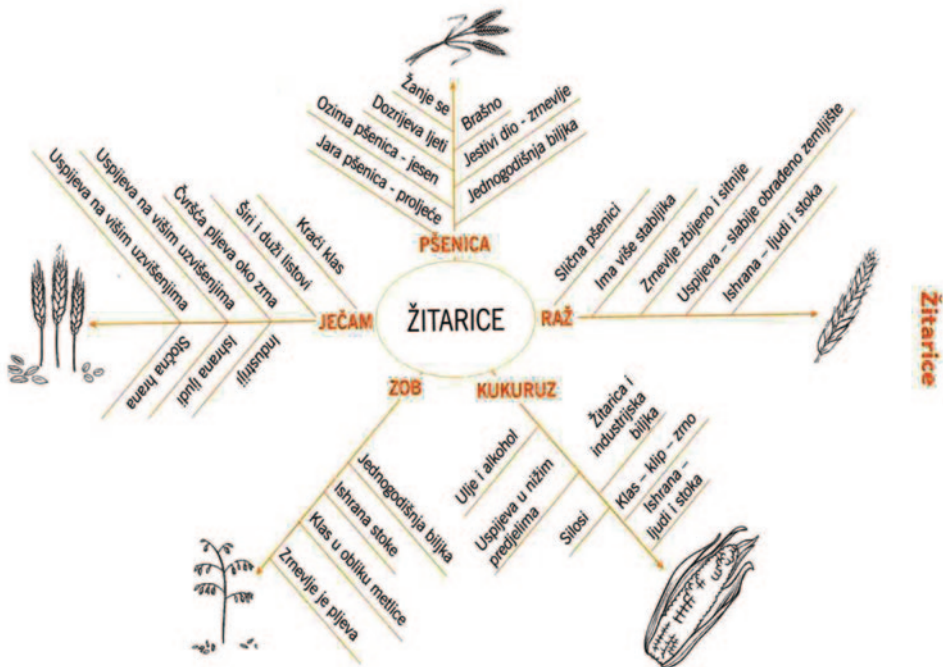 Žanje se
Dozrijeva ljeti
Ozima pšenica - jesen
Jara pšenica - proljeće
Brašno
Jestivi dio - zrnevlje
Jednogodišnja biljka
PŠENICA
Uspijeva na višim uzvišenjima
Uspijeva na višim uzvišenjima
Čvršća pljeva oko zrna
Širi i duži listovi
Kraći klas
JEČAM
Stočna hrana
Ishrana ljudi
Industriji
ŽITARICE
RAŽ
Slična pšenici
Ima više stabljika
Zrnevlje zbijeno i sitnije
Uspijeva – slabije obrađeno zemljište
Ishrana – ljudi i stoka
Žitarice
ZOB
Jednogodišnja biljka
Ishrana stoke
Klas u obliku metlice
Zrnevlje je pljeva
KUKURUZ
Ulje i alkohol
Uspijeva u nižim
predjelima
Silosi
Žitarica i
industrijska
biljka
Klas – klip – zrno
Ishrana –
ljudi I stoka